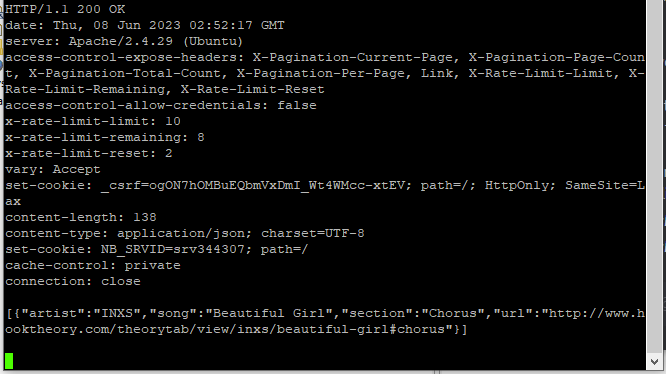 HTTP/1.1 200 OK
date: Thu, 08 Jun 2023 02:52:17 GMT
server: Apache/2.4.29 (Ubuntu)
access-control-expose-headers: X-Pagination-Current-Page, X-Pagination-Page-Coun
t, X-Pagination-Total-Count, X-Pagination-Per-Page, Link, X-Rate-Limit-Limit, X-
Rate-Limit-Remaining, X-Rate-Limit-Reset
access-control-allow-credentials: false
x-rate-limit-limit: 10
x-rate-limit-remaining: 8
x-rate-limit-reset: 2
vary: Accept
set-cookie: _csrf=ogON7hOMBuEQbmVxDmI_Wt4WMcc-xtEV; path=/; HttpOnly; SameSite=L
ax
content-length: 138
content-type: application/json; charset=UTF-8
set-cookie: NB_SRVID=srv344307; path=/
cache-control: private
connection: close
[{"artist":"INXS","song":"Beautiful Girl","section":"Chorus","url":"http://www.h
ooktheory.com/theorytab/view/inxs/beautiful-girl#chorus"}]